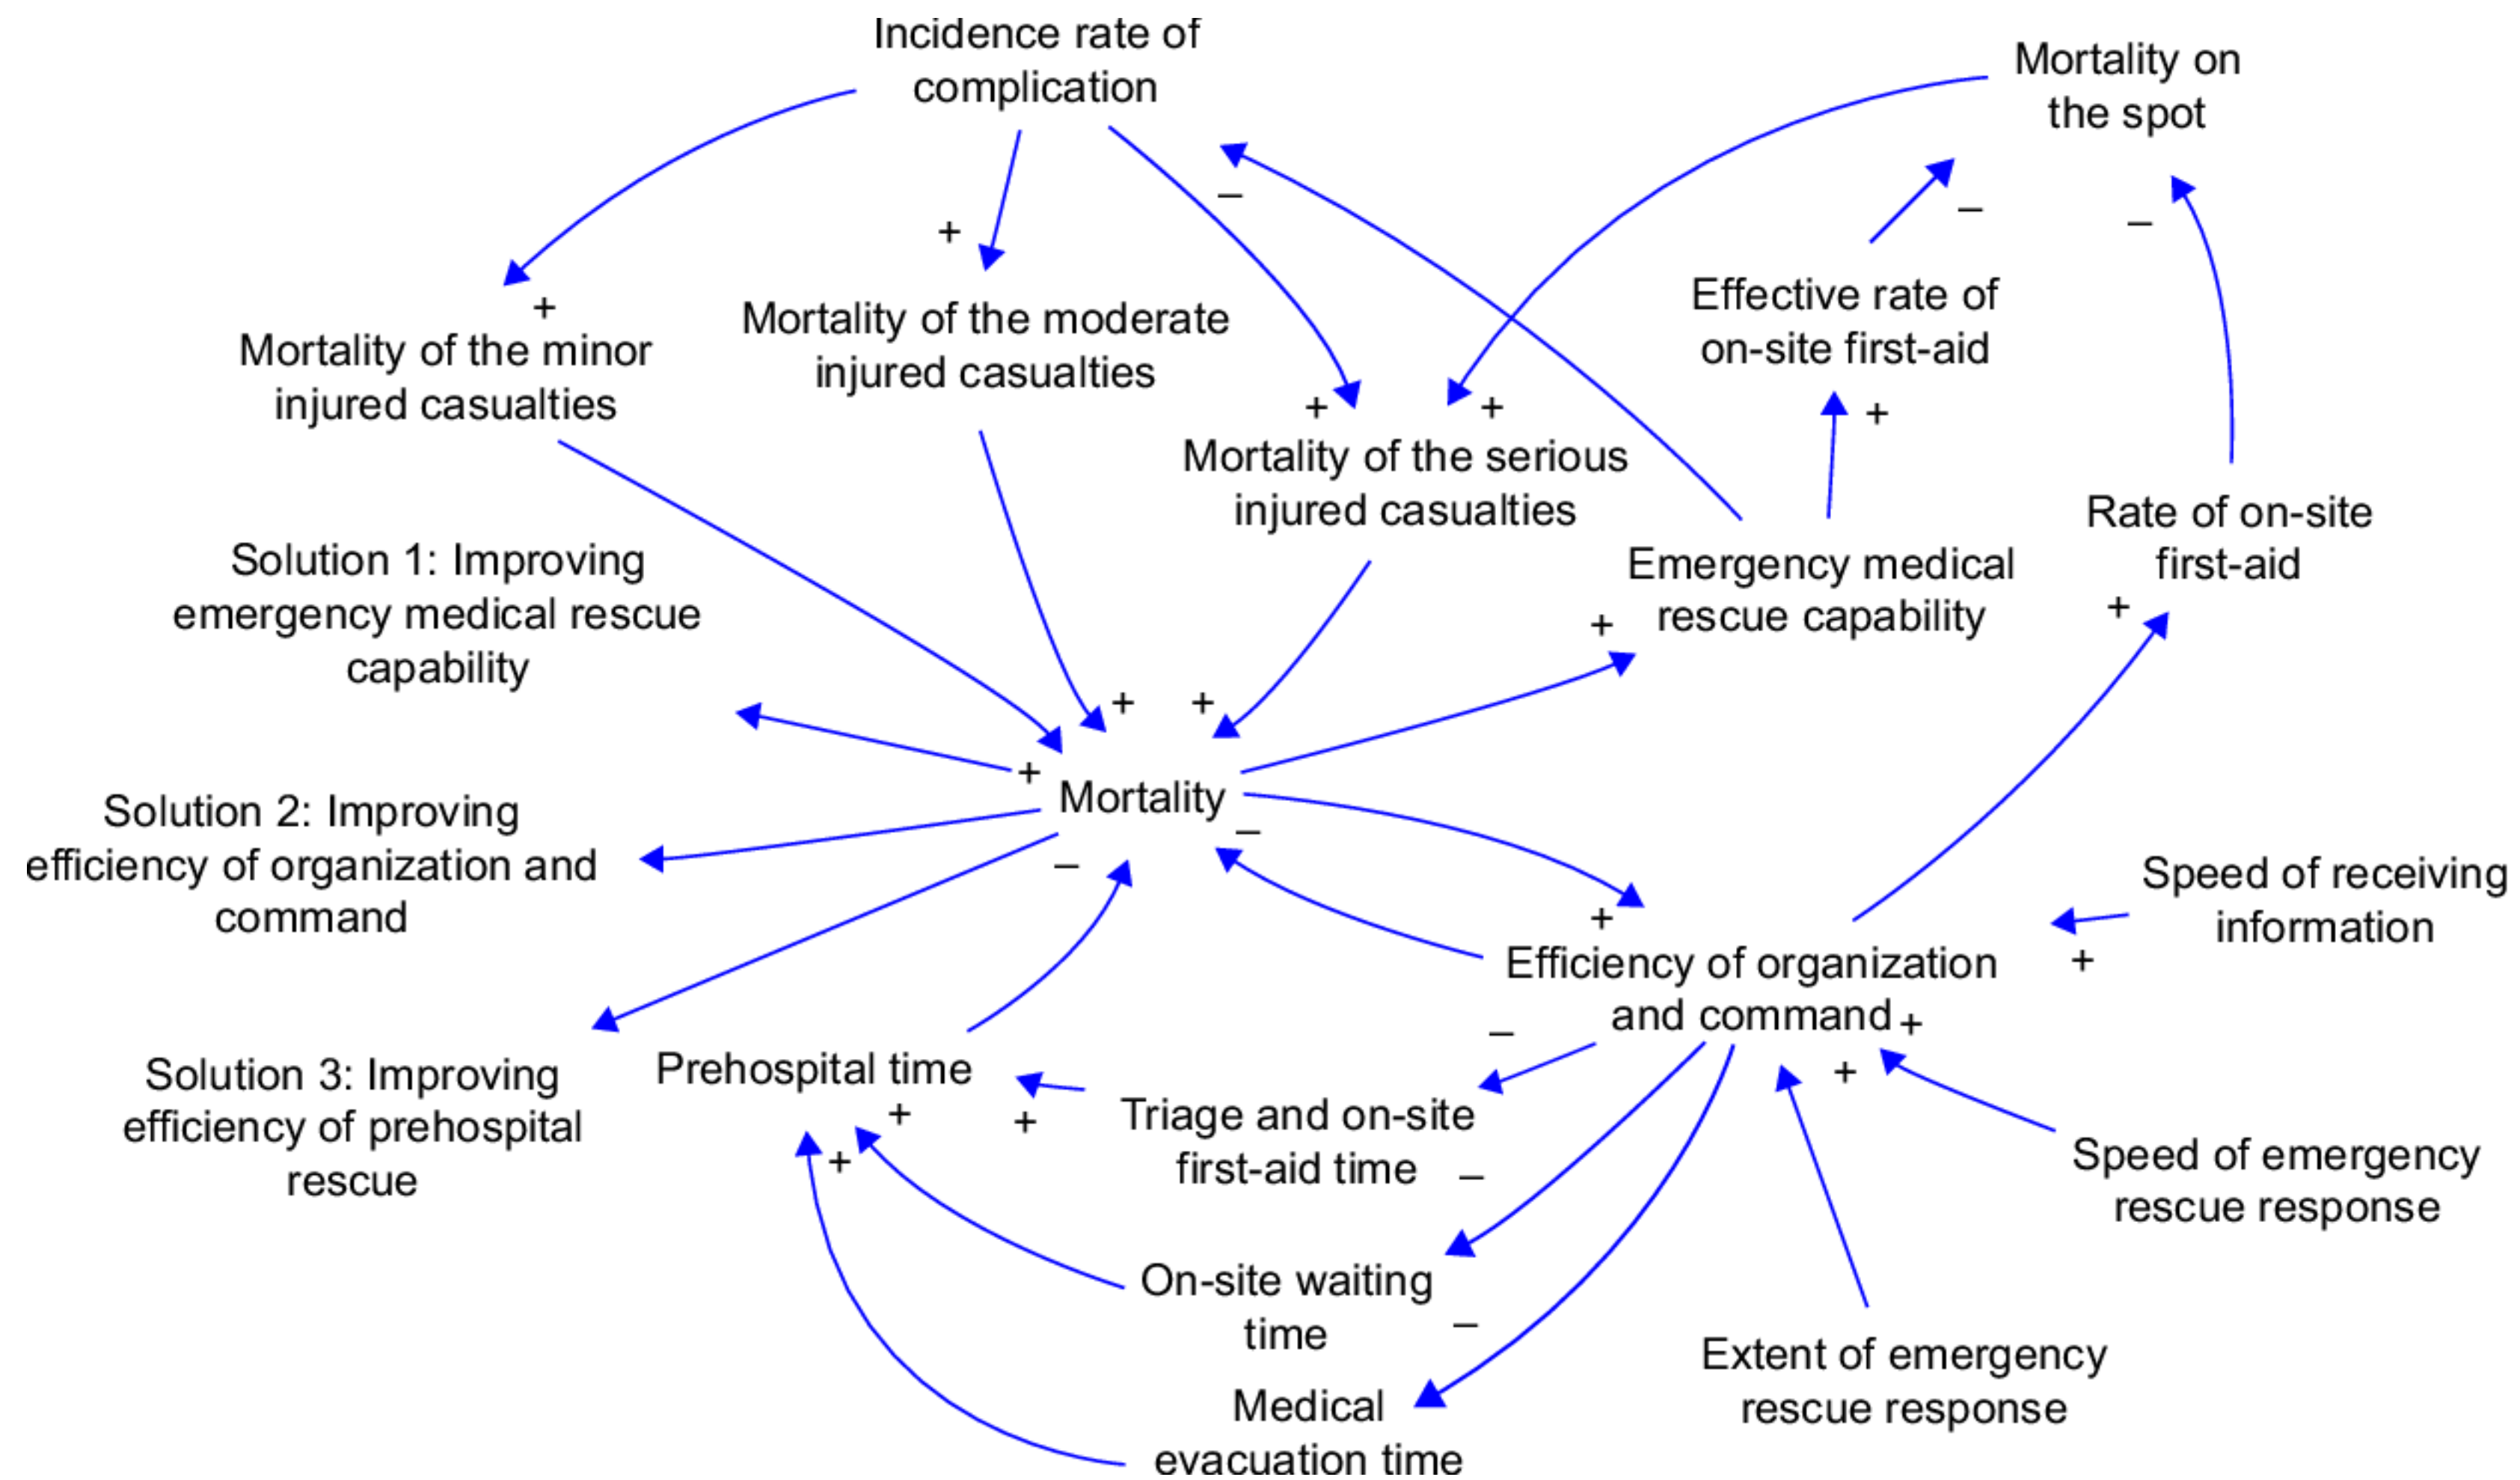 Incidence rate of
complication
Mortality on
the spot
–
–
–
+
Effective rate of
on-site first-aid
+
Mortality of the minor
injured casualties
Mortality of the moderate
injured casualties
+
+
+
Mortality of the serious
injured casualties
Rate of on-site
first-aid
+
Solution 1: Improving
emergency medical rescue
capability
Emergency medical
rescue capability
+
+
+
+
Mortality
–
–
Solution 2: Improving
efficiency of organization and
command
Speed of receiving
information
+
+
Efficiency of organization
and command
+
+
–
Solution 3: Improving
efficiency of prehospital
rescue
Prehospital time
+
+
+
Triage and on-site
first-aid time
–
Speed of emergency
rescue response
On-site waiting
time
–
Extent of emergency
rescue response
Medical
evacuation time
+